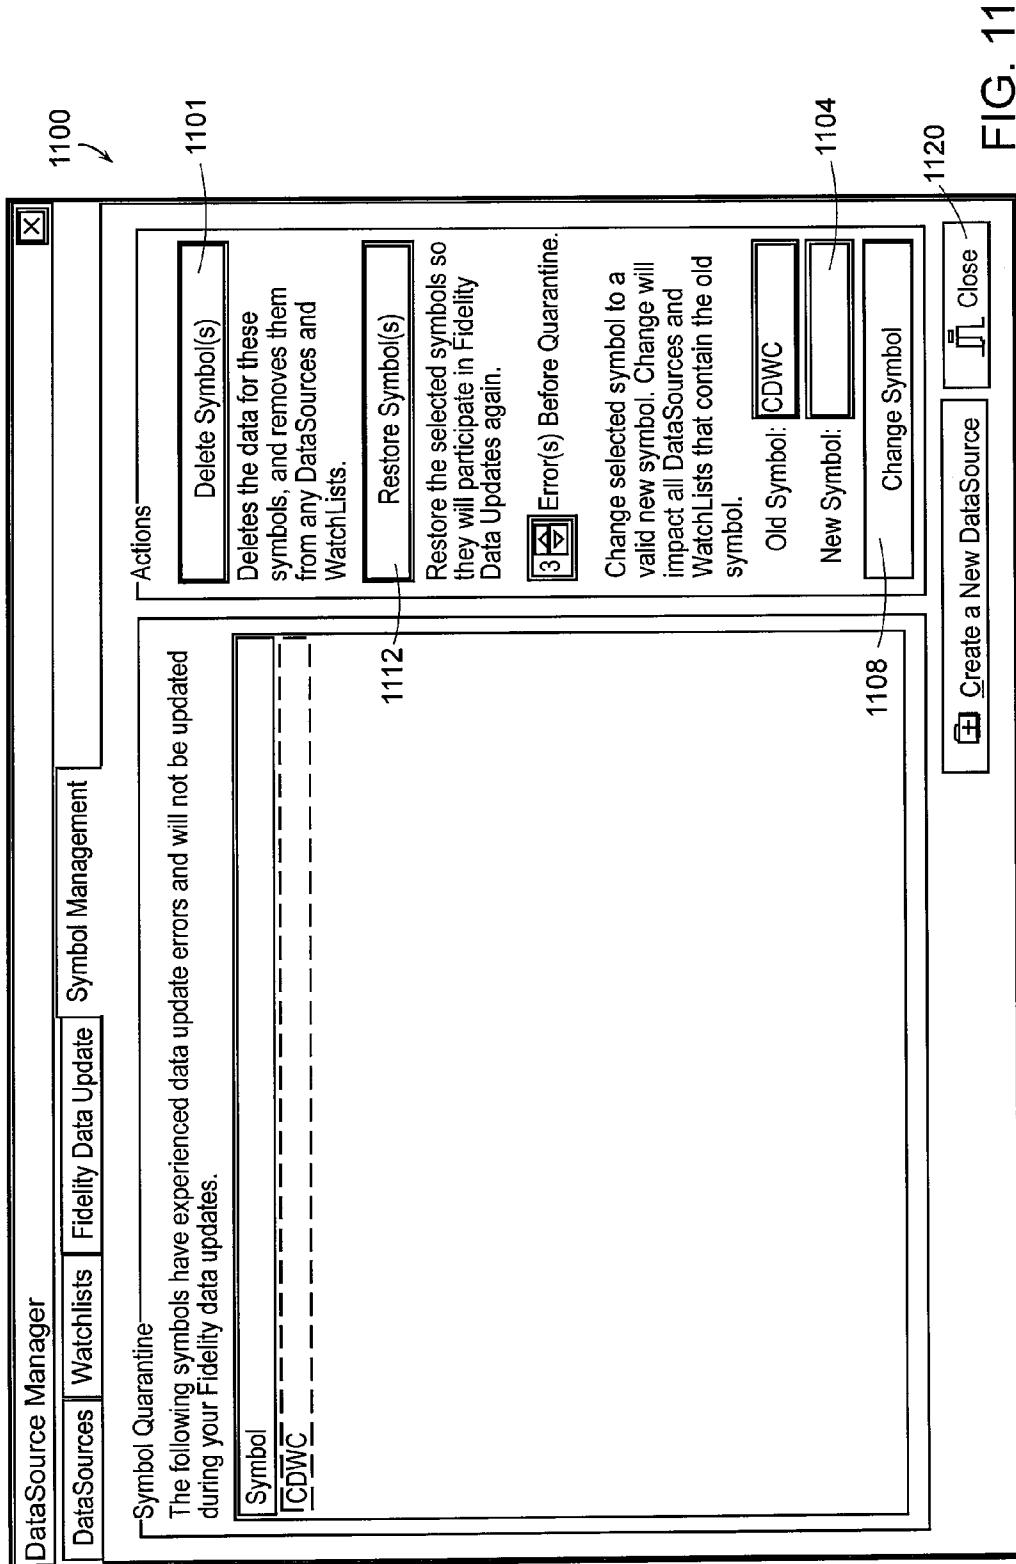 1100
DataSource Manager
DataSources Watchlists Fidelity Data Update Symbol Management
Symbol Quarantine
The following symbols have experienced data update errors and will not be updated
during your Fidelity data updates.
Symbol
CDWC
Actions
Delete Symbol(s)
1101
Deletes the data for these
symbols, and removes them
from any DataSources and
WatchLists.
Restore Symbol(s)
1112
Restore the selected symbols so
they will participate in Fidelity
Data Updates again.
3 Error(s) Before Quarantine.
Change selected symbol to a
valid new symbol. Change will
impact all DataSources and
WatchLists that contain the old
symbol.
Old Symbol: CDWC
New Symbol:
1104
Change Symbol
1108
Create a New DataSource
Close
1120
FIG. 11